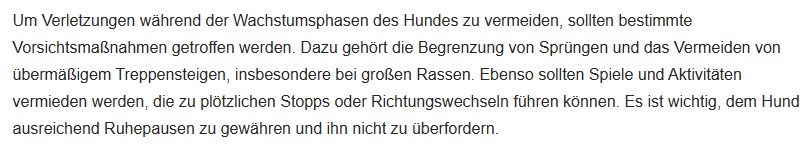 Um Verletzungen während der Wachstumsphasen des Hundes zu vermeiden, sollten bestimmte
Vorsichtsmaßnahmen getroffen werden. Dazu gehört die Begrenzung von Sprüngen und das Vermeiden von
übermäßigem Treppensteigen, insbesondere bei großen Rassen. Ebenso sollten Spiele und Aktivitäten
vermieden werden, die zu plötzlichen Stopps oder Richtungswechseln führen können. Es ist wichtig, dem Hund
ausreichend Ruhepausen zu gewähren und ihn nicht zu überfordern.